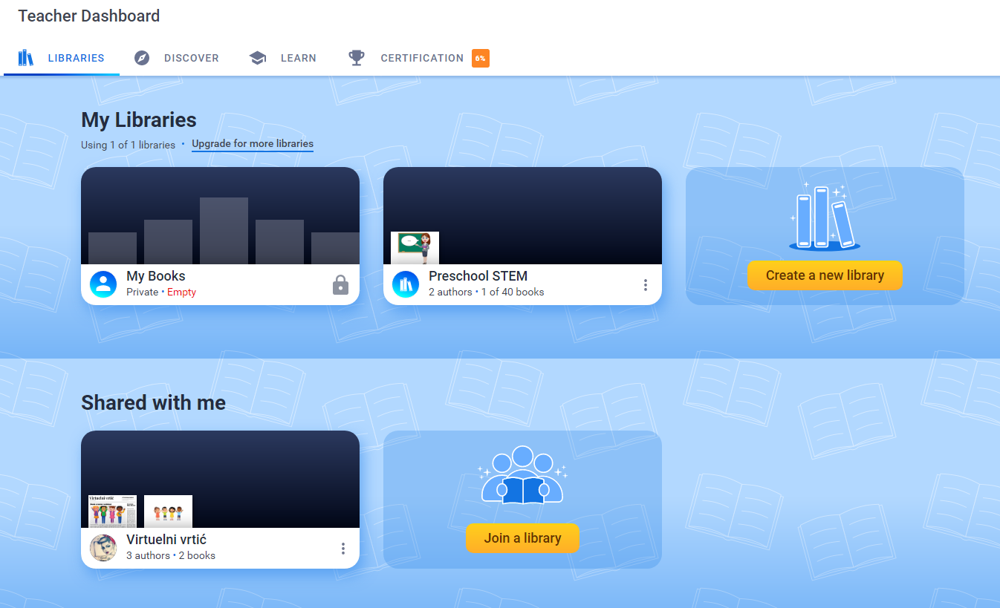 Teacher Dashboard
LIBRARIES DISCOVER LEARN CERTIFICATION 6%
My Libraries
Using 1 of 1 libraries • Upgrade for more libraries
My Books
Private • Empty
Preschool STEM
2 authors • 1 of 40 books
Create a new library
Shared with me
Virtuelni vrtić
Virtuelni vrtić
3 authors • 2 books
Join a library